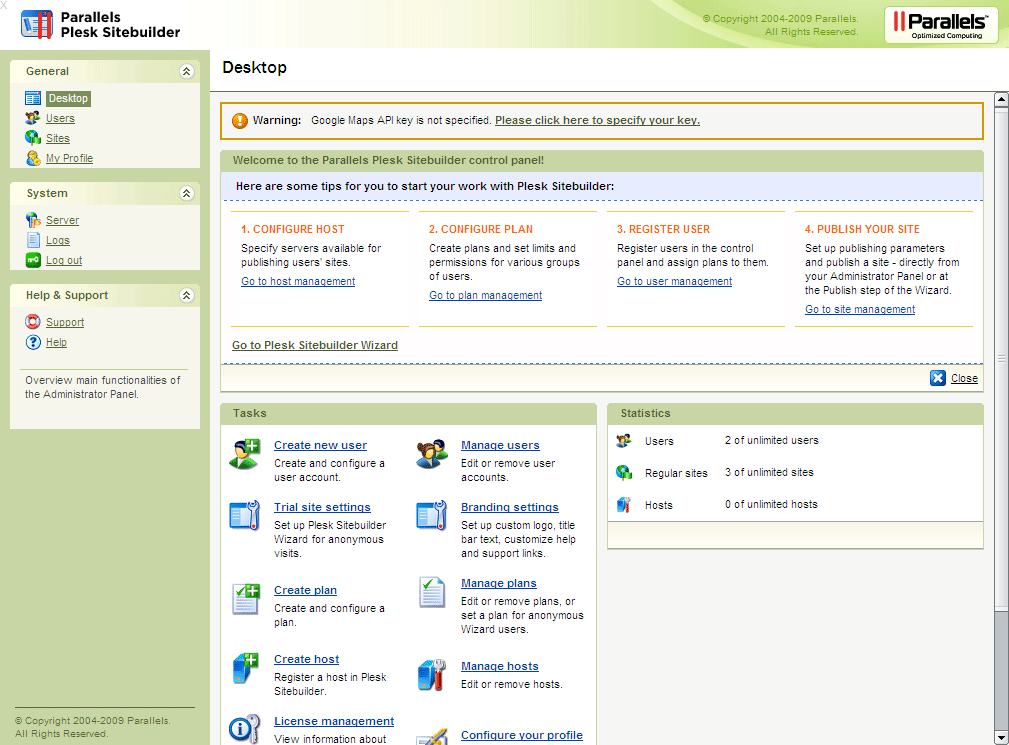 X
Parallels
Plesk Sitebuilder
© Copyright 2004-2009 Parallels.
All Rights Reserved.
Parallels™
Optimized Computing
General
Desktop
Users
Sites
My Profile
System
Server
Logs
Log out
Help & Support
Support
Help
Overview main functionalities of
the Administrator Panel.
© Copyright 2004-2009 Parallels.
All Rights Reserved.
Desktop
Warning: Google Maps API key is not specified. Please click here to specify your key.
Welcome to the Parallels Plesk Sitebuilder control panel!
Here are some tips for you to start your work with Plesk Sitebuilder:
1. CONFIGURE HOST
Specify servers available for
publishing users' sites.
Go to host management
2. CONFIGURE PLAN
Create plans and set limits and
permissions for various groups
of users.
Go to plan management
3. REGISTER USER
Register users in the control
panel and assign plans to them.
Go to user management
4. PUBLISH YOUR SITE
Set up publishing parameters
and publish a site - directly from
your Administrator Panel or at
the Publish step of the Wizard.
Go to site management
Go to Plesk Sitebuilder Wizard
Close
Tasks
Create new user
Create and configure a
user account.
Manage users
Edit or remove user
accounts.
Trial site settings
Set up Plesk Sitebuilder
Wizard for anonymous
visits.
Branding settings
Set up custom logo, title
bar text, customize help
and support links.
Create plan
Create and configure a
plan.
Manage plans
Edit or remove plans, or
set a plan for anonymous
Wizard users.
Create host
Register a host in Plesk
Sitebuilder.
Manage hosts
Edit or remove hosts.
License management
View information about
Configure your profile
Statistics
Users 2 of unlimited users
Regular sites 3 of unlimited sites
Hosts 0 of unlimited hosts